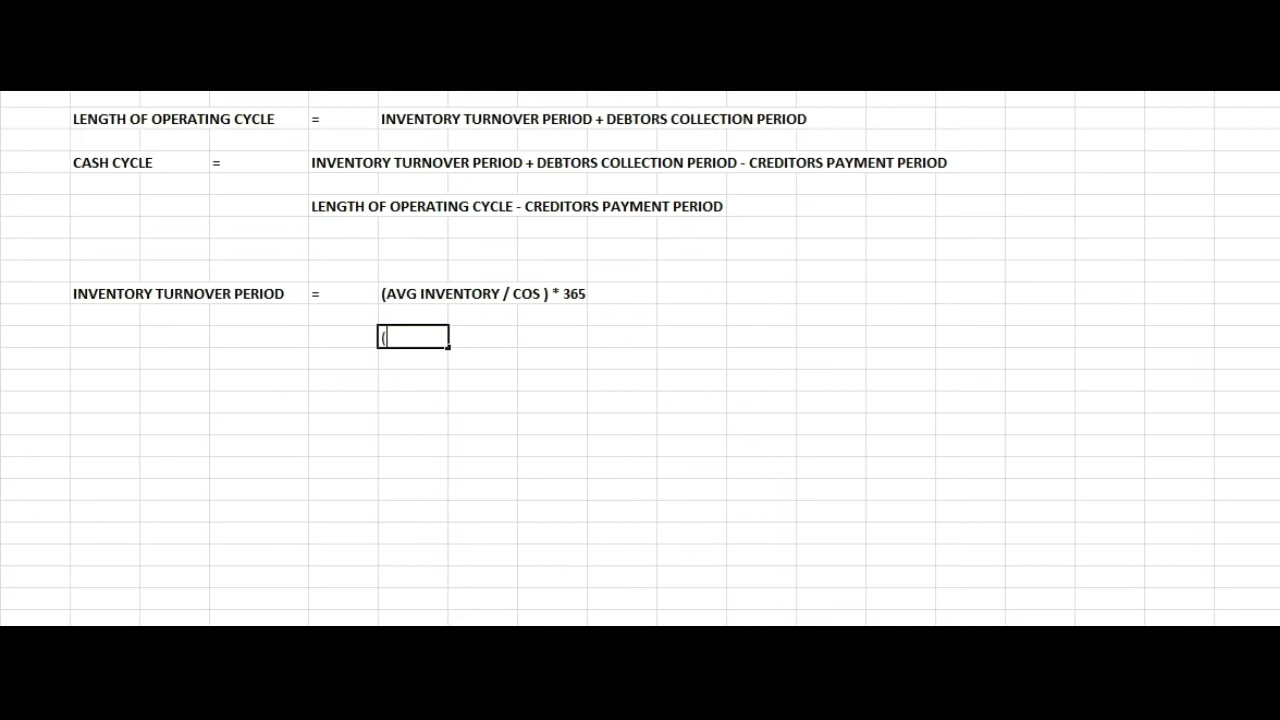 LENGTH OF OPERATING CYCLE = INVENTORY TURNOVER PERIOD + DEBTORS COLLECTION PERIOD
CASH CYCLE = INVENTORY TURNOVER PERIOD + DEBTORS COLLECTION PERIOD - CREDITORS PAYMENT PERIOD
LENGTH OF OPERATING CYCLE - CREDITORS PAYMENT PERIOD
INVENTORY TURNOVER PERIOD = (AVG INVENTORY / COS ) * 365
(